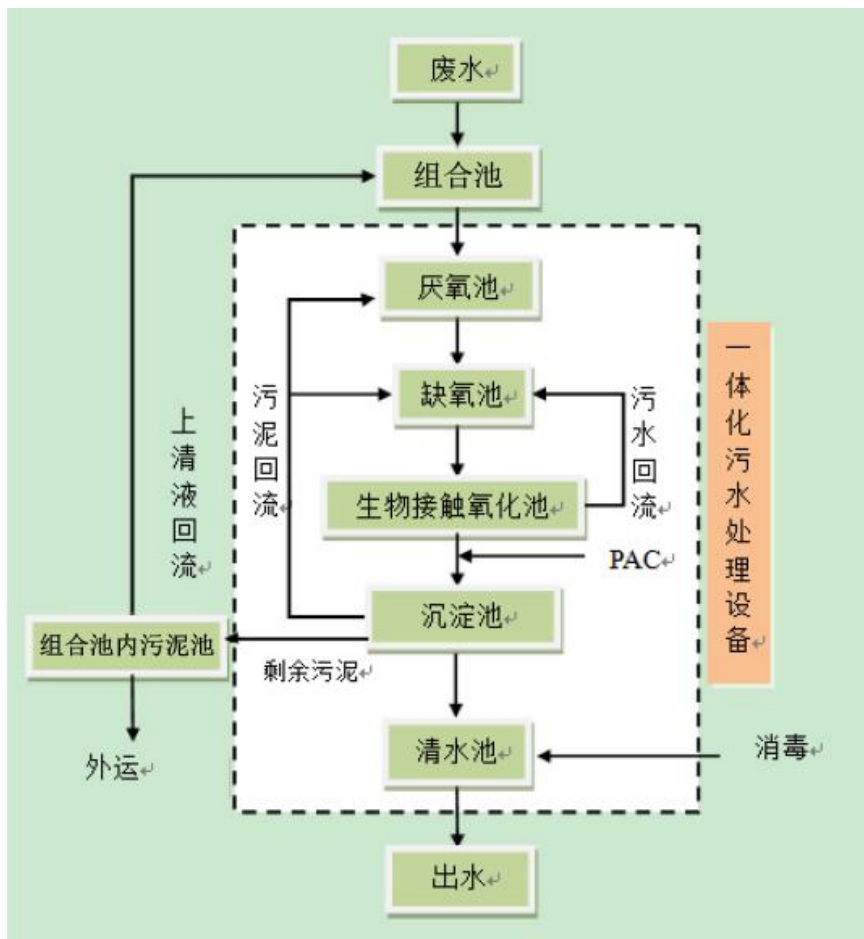 废水
组合池
厌氧池
缺氧池
污泥回流
污水回流
上清液回流
生物接触氧化池
PAC
一体化污水处理设备
沉淀池
组合池内污泥池
剩余污泥
清水池
消毒
外运
出水